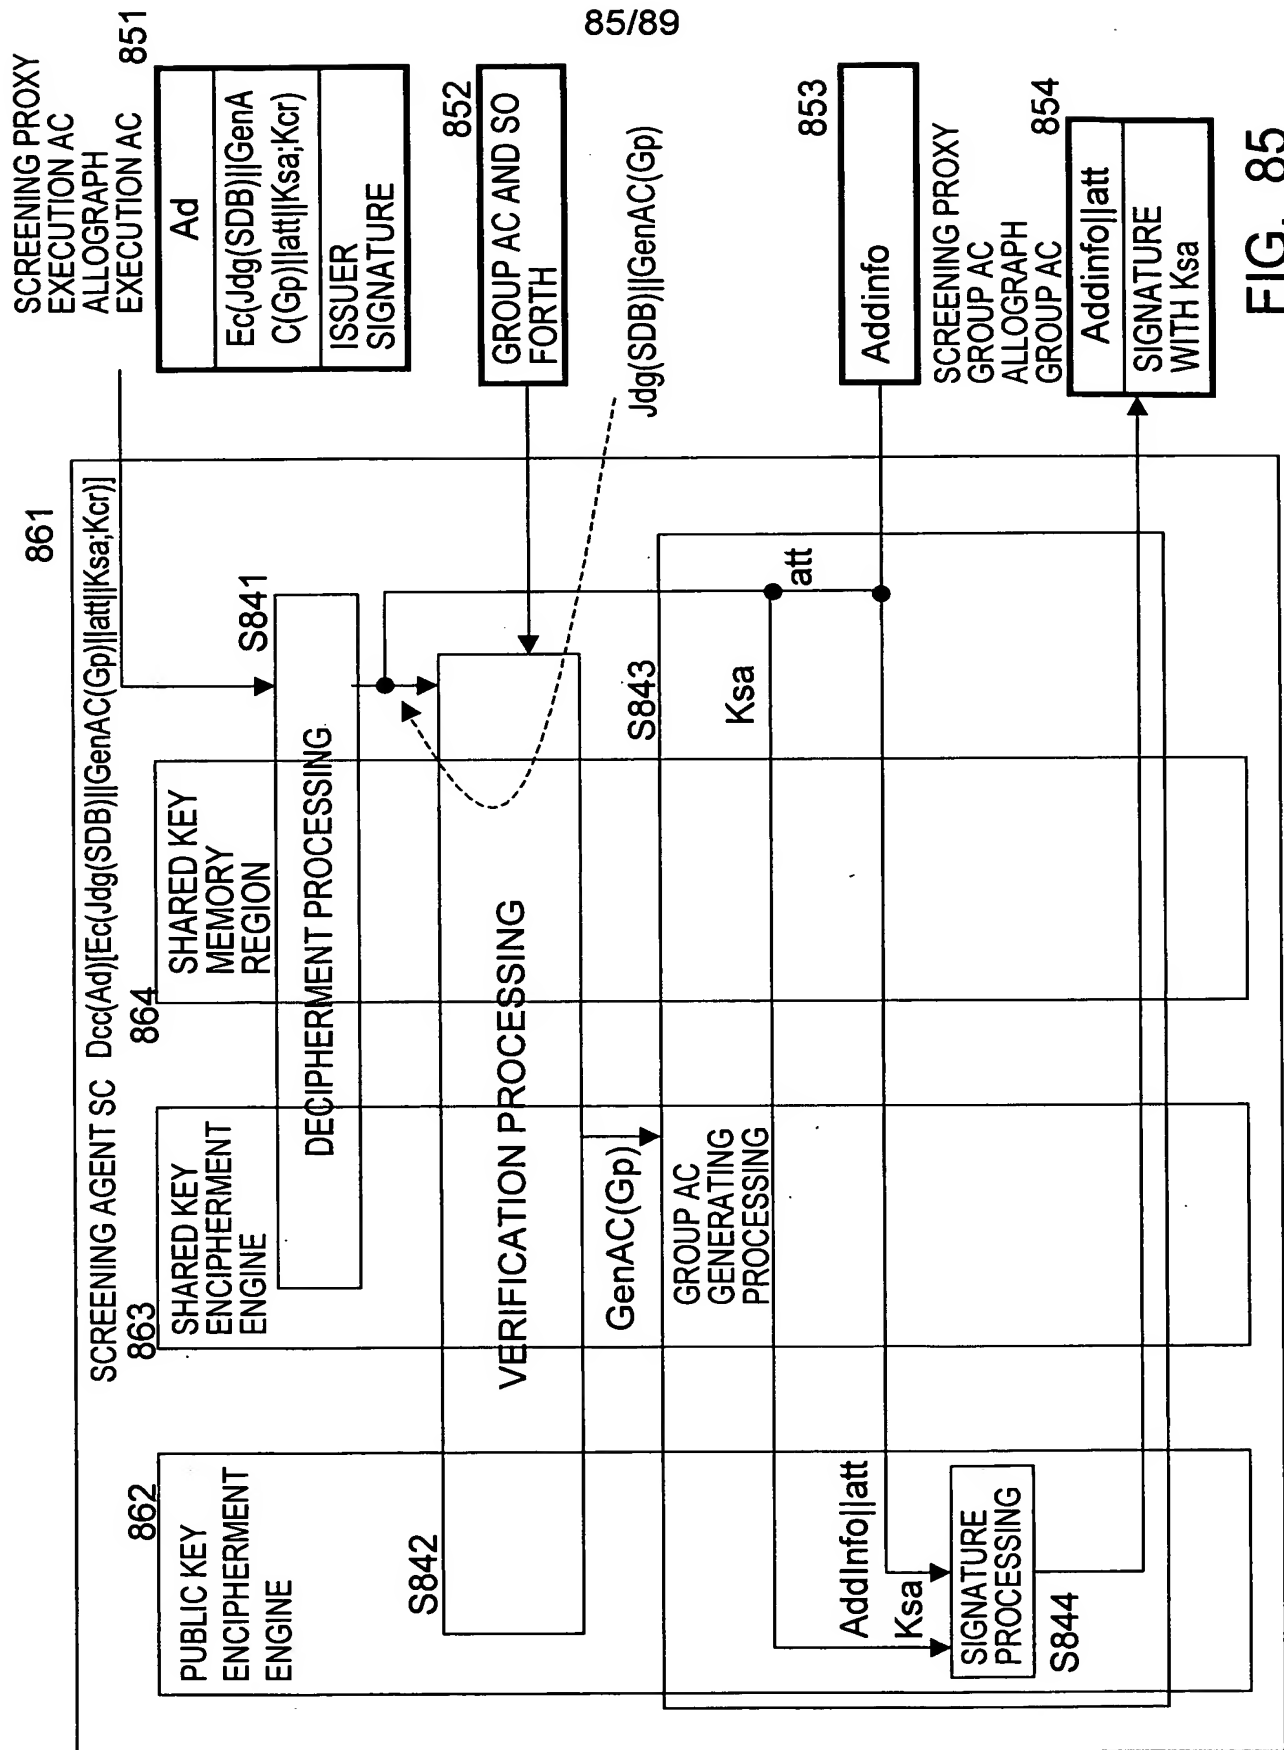 85/89
SCREENING PROXY
EXECUTION AC
ALLOGRAPH
EXECUTION AC
851
Ad
Ec(Jdg(SDB)||GenA
C(Gp)||att||Ksa;Kcr)
ISSUER
SIGNATURE
852
GROUP AC AND SO
FORTH
Jdg(SDB)||GenAC(Gp)
853
Addinfo
SCREENING PROXY
GROUP AC
ALLOGRAPH
GROUP AC
854
Addinfo||att
SIGNATURE
WITH Ksa
861
SCREENING AGENT SC Dcc(Ad)[Ec(Jdg(SDB)||GenAC(Gp)||att||Ksa;Kcr)]
862
PUBLIC KEY
ENCIPHERMENT
ENGINE
863
SHARED KEY
ENCIPHERMENT
ENGINE
864
SHARED KEY
MEMORY
REGION
S841
DECIPHERMENT PROCESSING
S842
VERIFICATION PROCESSING
GenAC(Gp)
S843
GROUP AC
GENERATING
PROCESSING
Ksa
att
AddInfo||att
Ksa
SIGNATURE
PROCESSING
S844
FIG. 85